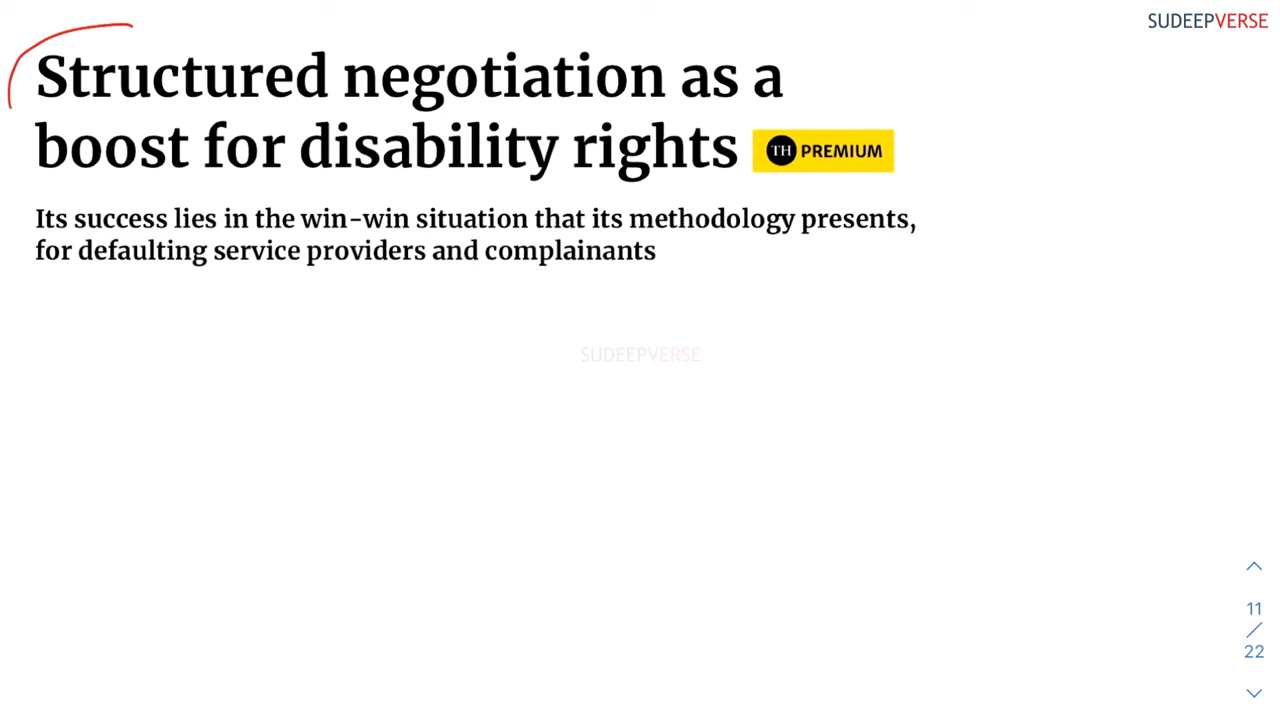 SUDEEPVERSE
Structured negotiation as a
boost for disability rights TH PREMIUM
Its success lies in the win-win situation that its methodology presents,
for defaulting service providers and complainants
SUDEEPVERSE
11
/
22